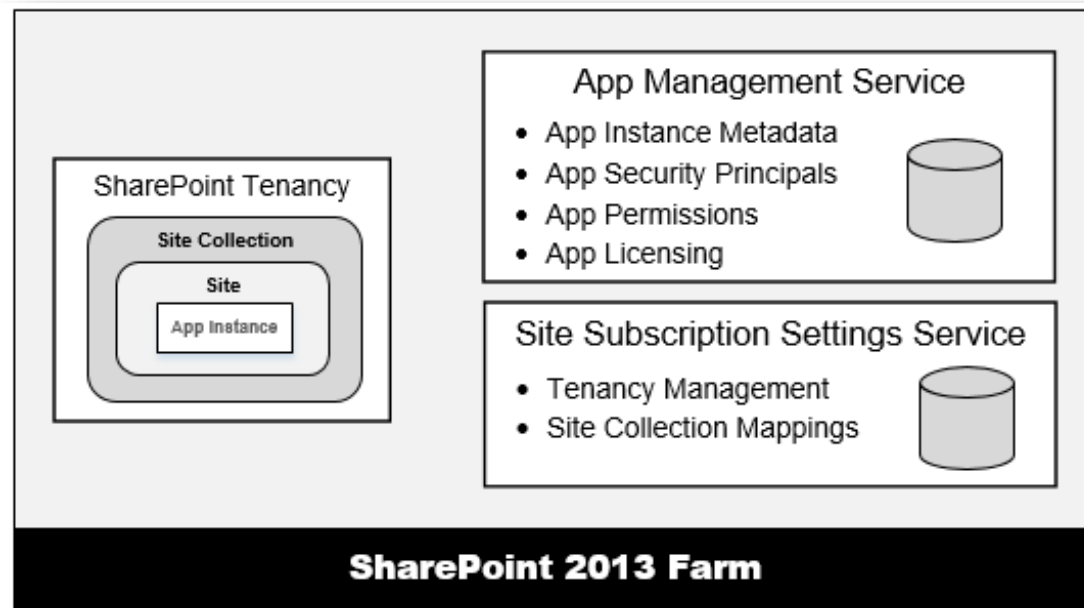 SharePoint Tenancy
Site Collection
Site
App Instance
App Management Service
• App Instance Metadata
• App Security Principals
• App Permissions
• App Licensing
Site Subscription Settings Service
• Tenancy Management
• Site Collection Mappings
SharePoint 2013 Farm